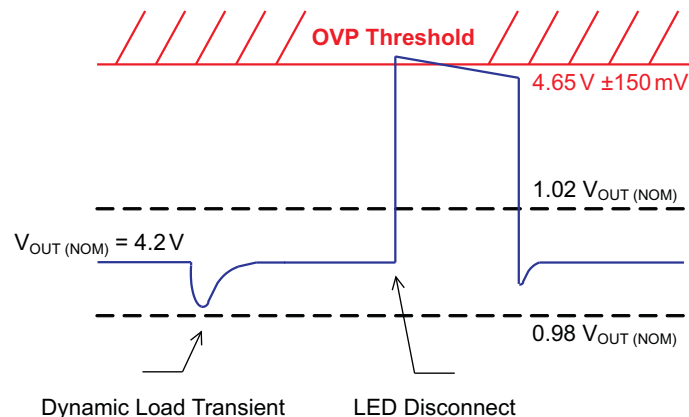 OVP Threshold
4.65 V ±150 mV
1.02 VOUT (NOM)
VOUT (NOM) = 4.2 V
0.98 VOUT (NOM)
Dynamic Load Transient
LED Disconnect